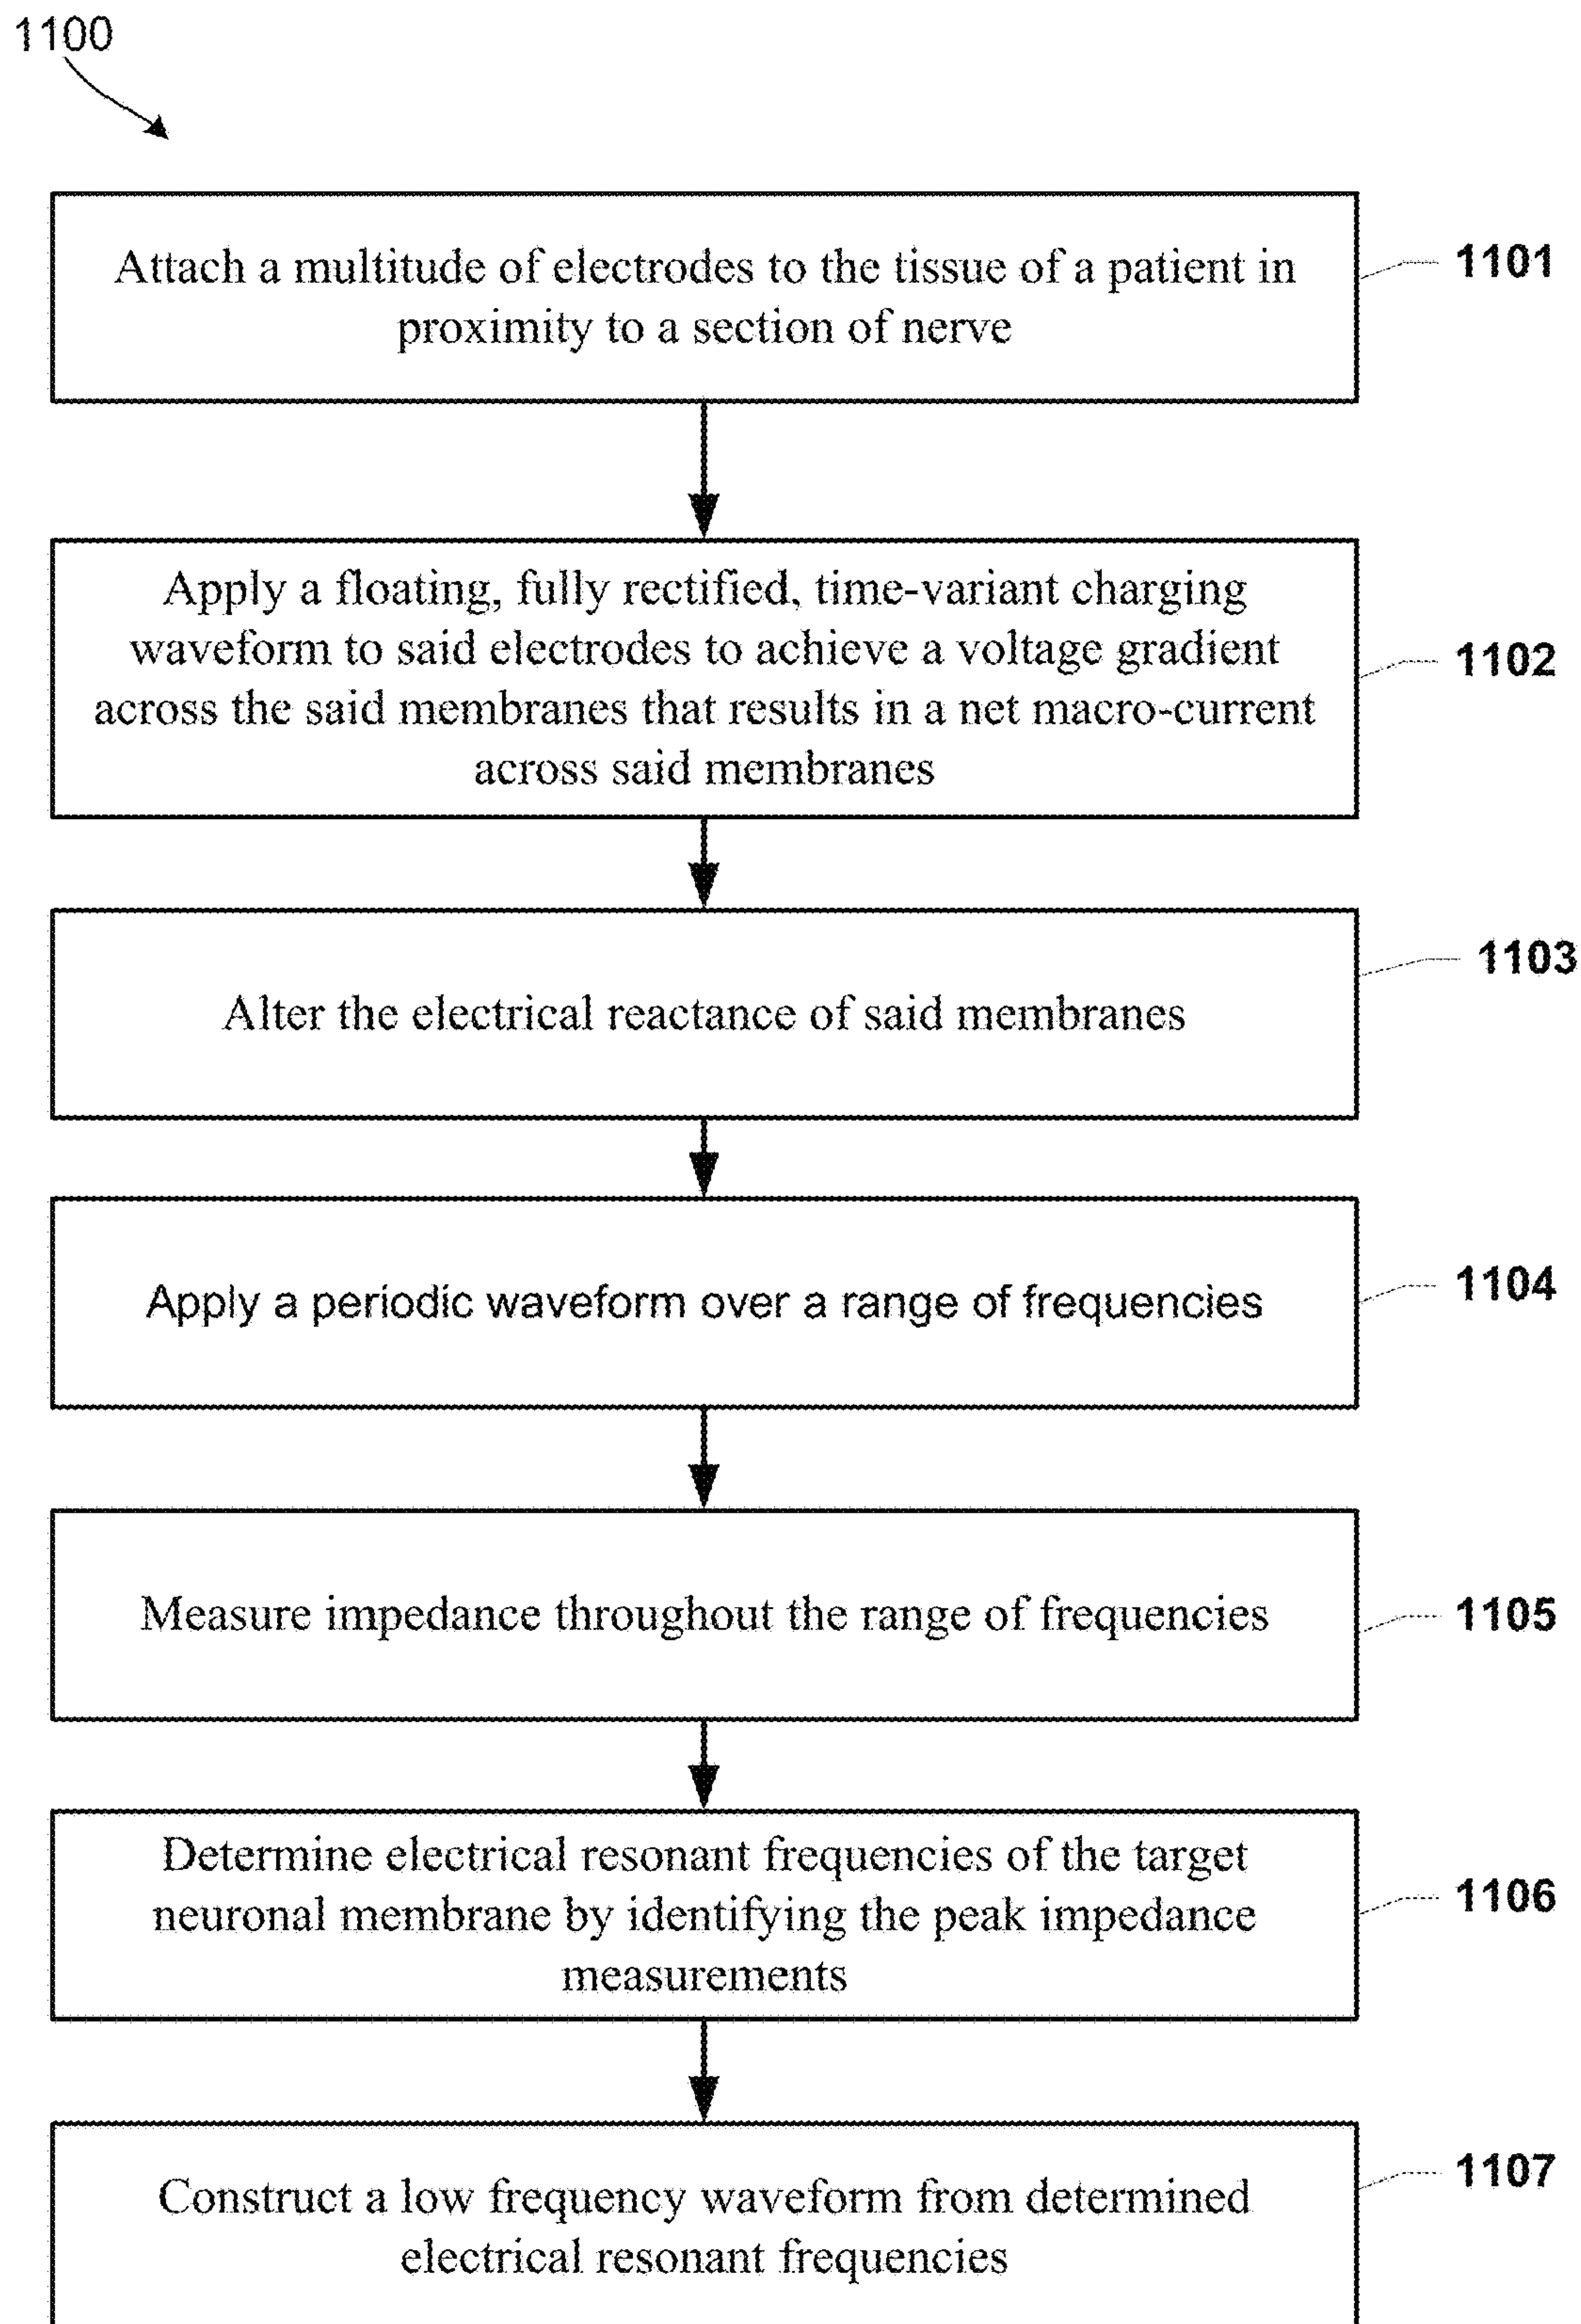 1100
Attach a multitude of electrodes to the tissue of a patient in
proximity to a section of nerve
1101
Apply a floating, fully rectified, time-variant charging
waveform to said electrodes to achieve a voltage gradient
across the said membranes that results in a net macro-current
across said membranes
1102
Alter the electrical reactance of said membranes
1103
Apply a periodic waveform over a range of frequencies
1104
Measure impedance throughout the range of frequencies
1105
Determine electrical resonant frequencies of the target
neuronal membrane by identifying the peak impedance
measurements
1106
Construct a low frequency waveform from determined
electrical resonant frequencies
1107